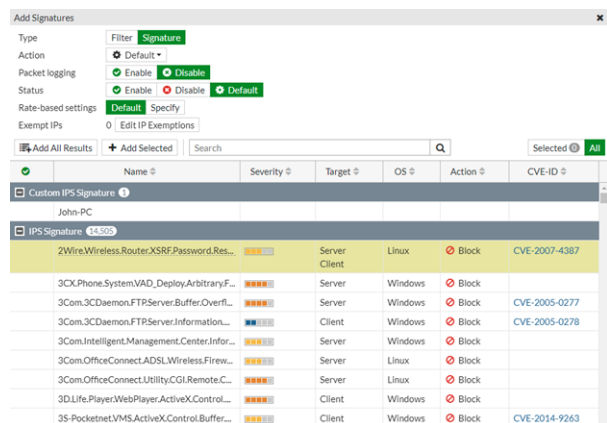 Add Signatures
Type Filter Signature
Action Default
Packet logging Enable Disable
Status Enable Disable Default
Rate-based settings Default Specify
Exempt IPs 0 Edit IP Exemptions
Add All Results Add Selected Search Selected 0 All
Name Severity Target OS Action CVE-ID
Custom IPS Signature 1
John-PC
IPS Signature 14,505
2Wire.Wireless.Router.XSRF.Password.Res... Server Linux Block CVE-2007-4387
Client
3CX.Phone.System.VAD_Deploy.Arbitrary.F... Server Windows Block
3Com.3CDaemon.FTP.Server.Buffer.Overfl... Server Windows Block CVE-2005-0277
3Com.3CDaemon.FTP.Server.Information.... Client Windows Block CVE-2005-0278
3Com.Intelligent.Management.Center.Infor... Server Windows Block
3Com.OfficeConnect.ADSL.Wireless.Firew... Server Linux Block
3Com.OfficeConnect.Utility.CGI.Remote.C... Server Linux Block
3D.Life.Player.WebPlayer.ActiveX.Control.... Client Windows Block
3S-Pocketnet.VMS.ActiveX.Control.Buffer.... Client Windows Block CVE-2014-9263